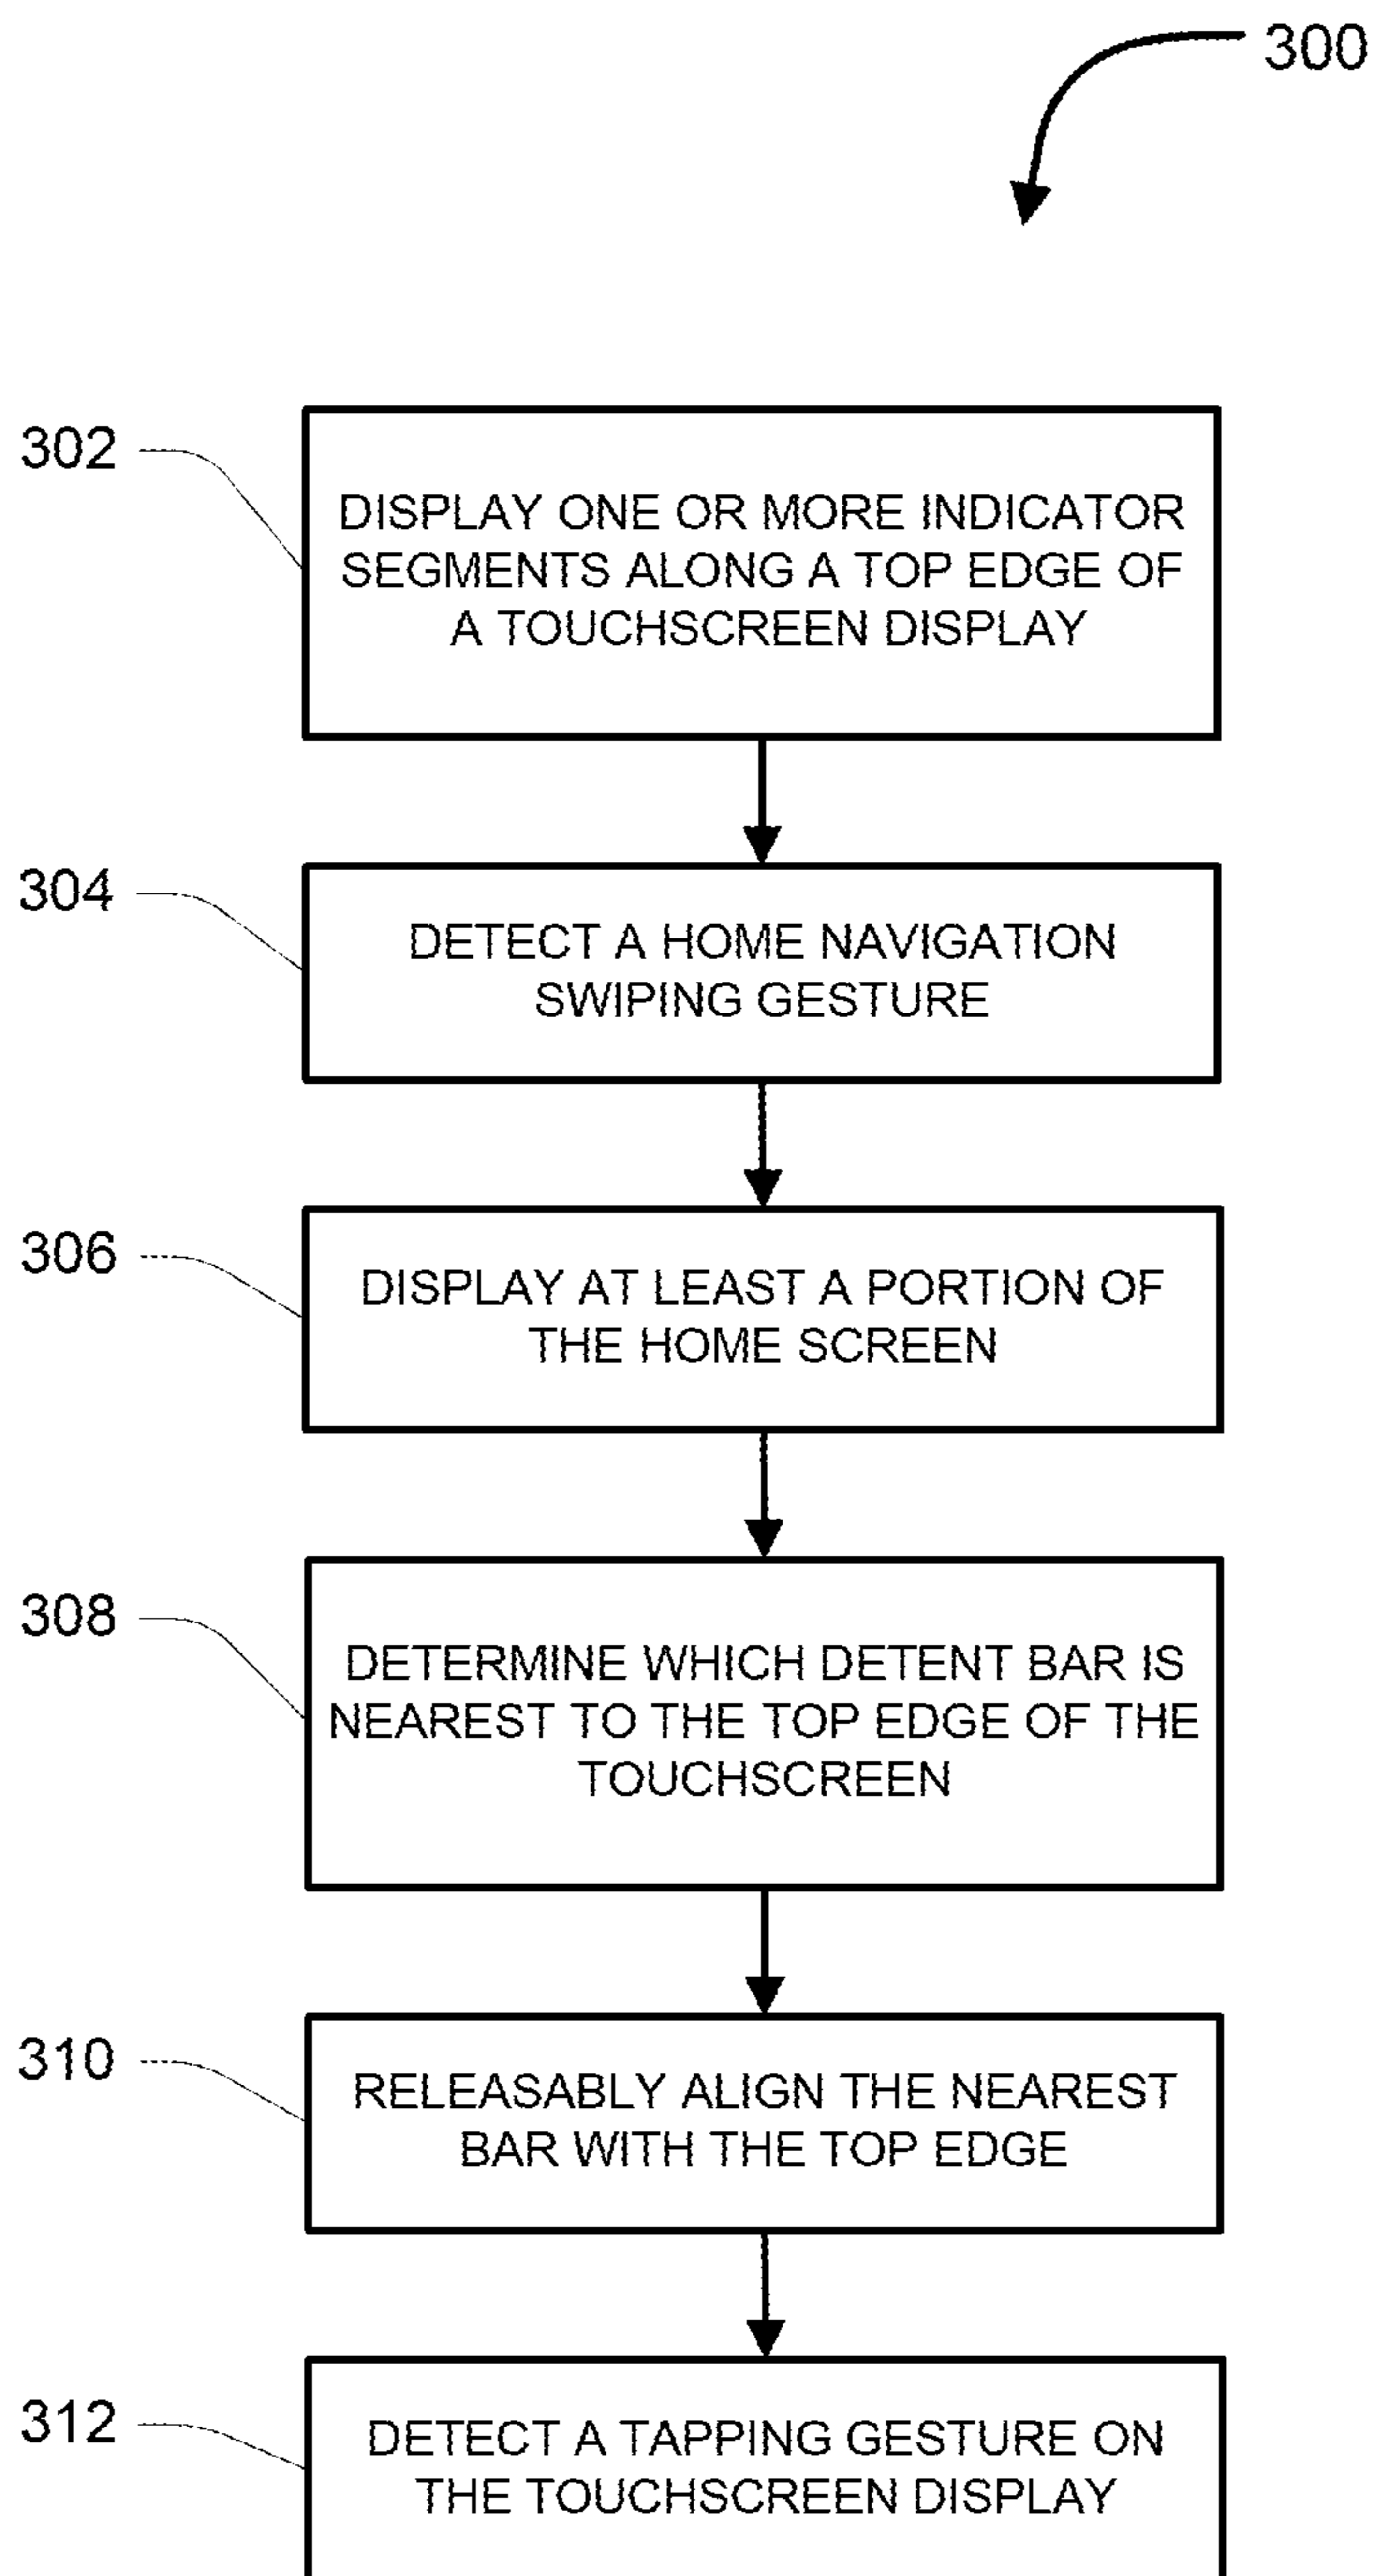 300
302
DISPLAY ONE OR MORE INDICATOR
SEGMENTS ALONG A TOP EDGE OF
A TOUCHSCREEN DISPLAY
304
DETECT A HOME NAVIGATION
SWIPING GESTURE
306
DISPLAY AT LEAST A PORTION OF
THE HOME SCREEN
308
DETERMINE WHICH DETENT BAR IS
NEAREST TO THE TOP EDGE OF THE
TOUCHSCREEN
310
RELEASABLY ALIGN THE NEAREST
BAR WITH THE TOP EDGE
312
DETECT A TAPPING GESTURE ON
THE TOUCHSCREEN DISPLAY